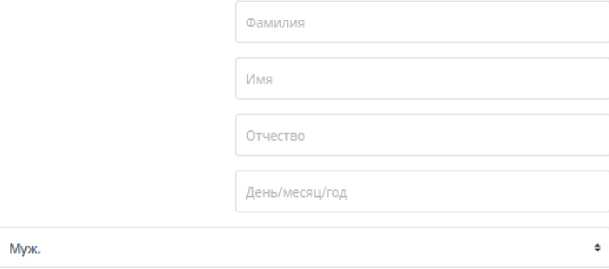 Фамилия
Имя
Отчество
День/месяц/год
Муж.